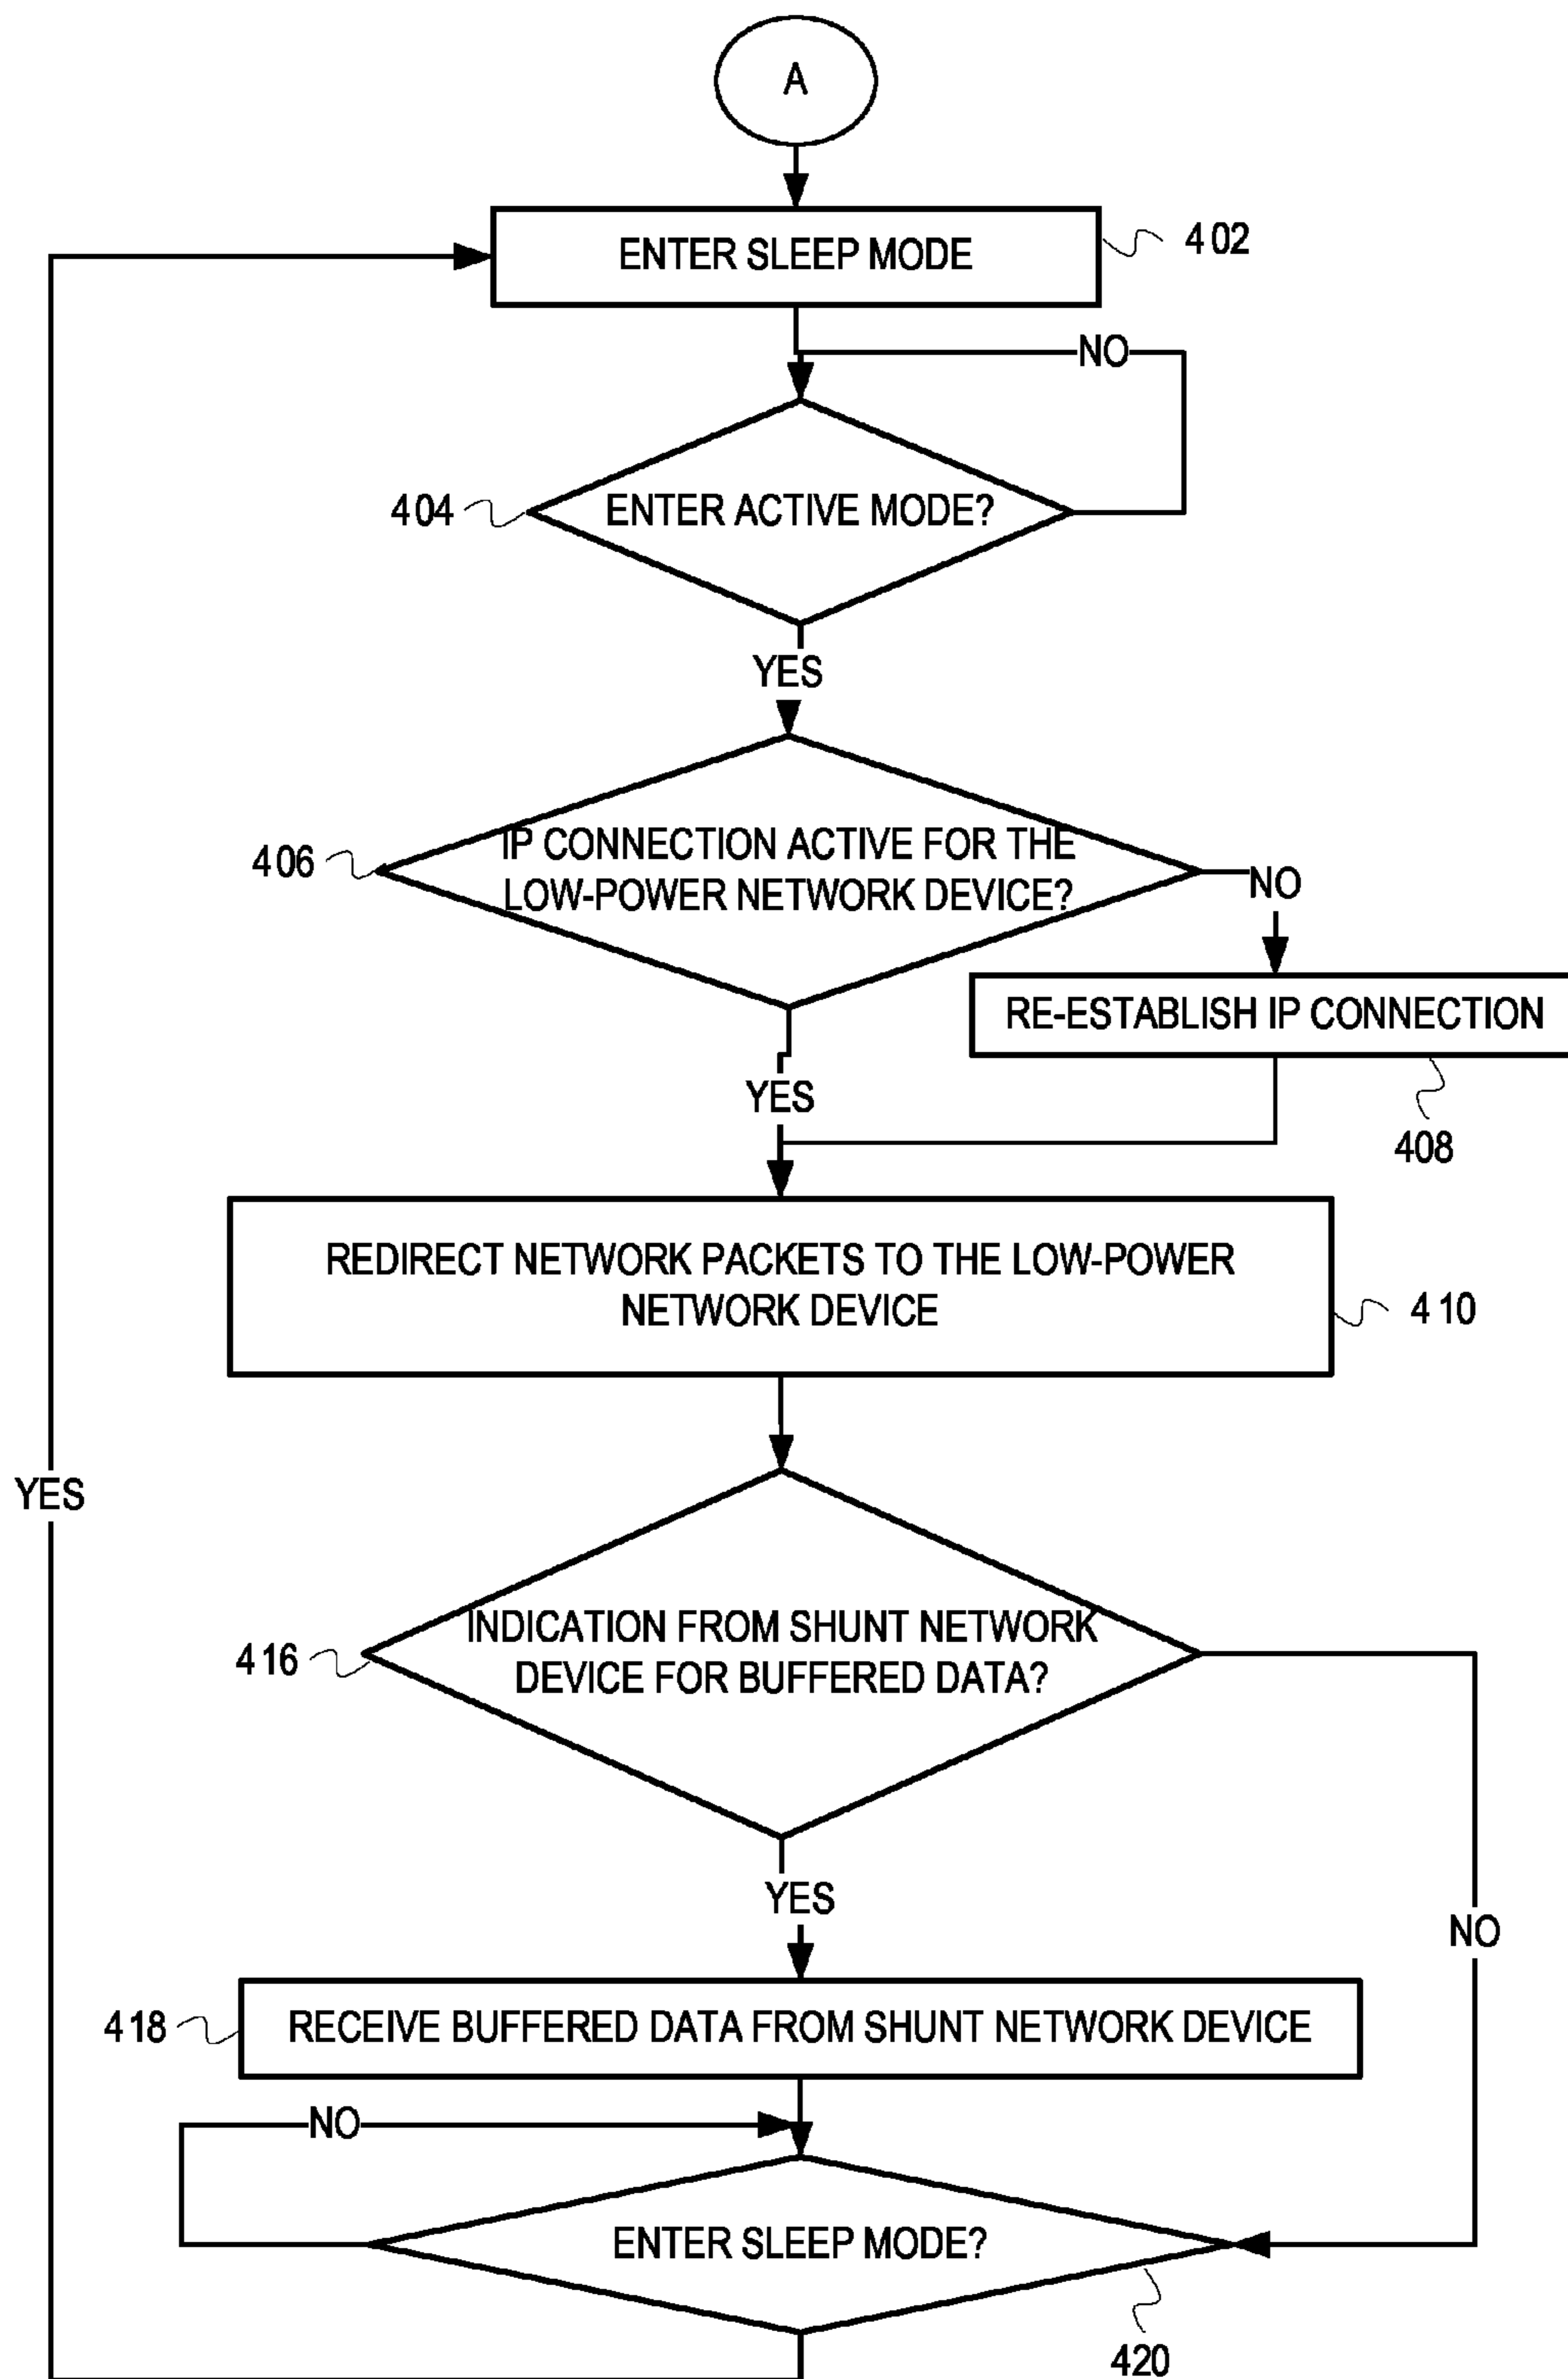 A
ENTER SLEEP MODE
402
NO
404
ENTER ACTIVE MODE?
YES
406
IP CONNECTION ACTIVE FOR THE
LOW-POWER NETWORK DEVICE?
NO
RE-ESTABLISH IP CONNECTION
408
YES
REDIRECT NETWORK PACKETS TO THE LOW-POWER
NETWORK DEVICE
410
YES
416
INDICATION FROM SHUNT NETWORK
DEVICE FOR BUFFERED DATA?
YES
NO
418
RECEIVE BUFFERED DATA FROM SHUNT NETWORK DEVICE
NO
ENTER SLEEP MODE?
420